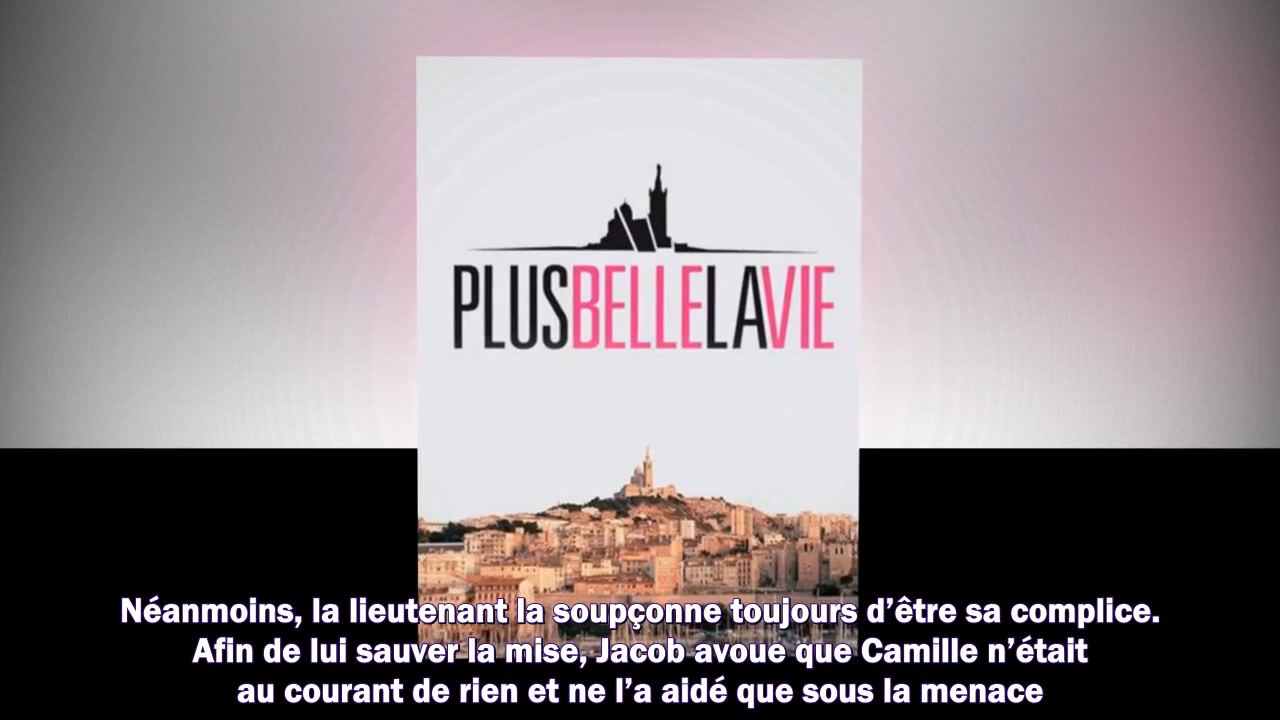 PLUSBELLELAVIE
Néanmoins, la lieutenant la soupçonne toujours d’être sa complice.
Afin de lui sauver la mise, Jacob avoue que Camille n’était
au courant de rien et ne l’a aidé que sous la menace